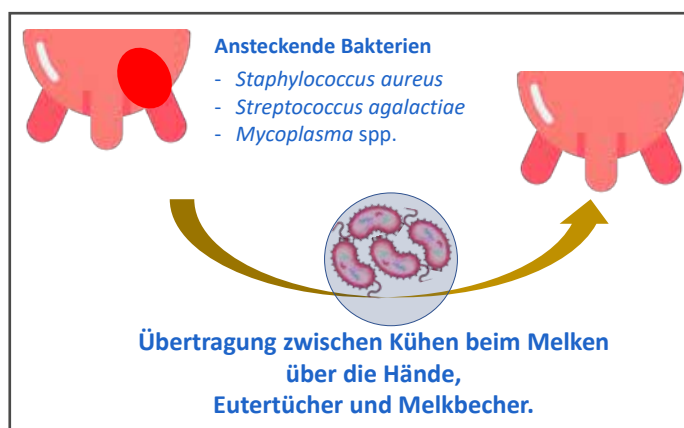 Ansteckende Bakterien
- Staphylococcus aureus
- Streptococcus agalactiae
- Mycoplasma spp.
Übertragung zwischen Kühen beim Melken
über die Hände,
Eutertücher und Melkbecher.